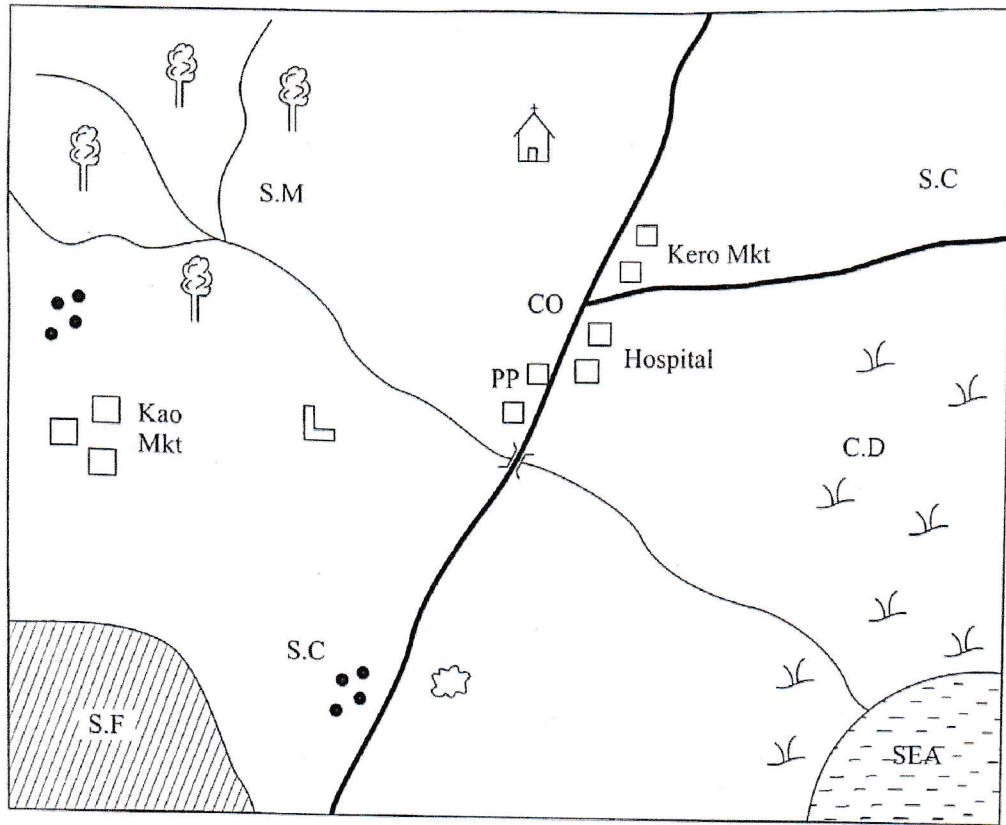 S.M
S.C
Kero Mkt
CO
Hospital
PP
Kao
Mkt
C.D
S.C
S.F
SEA